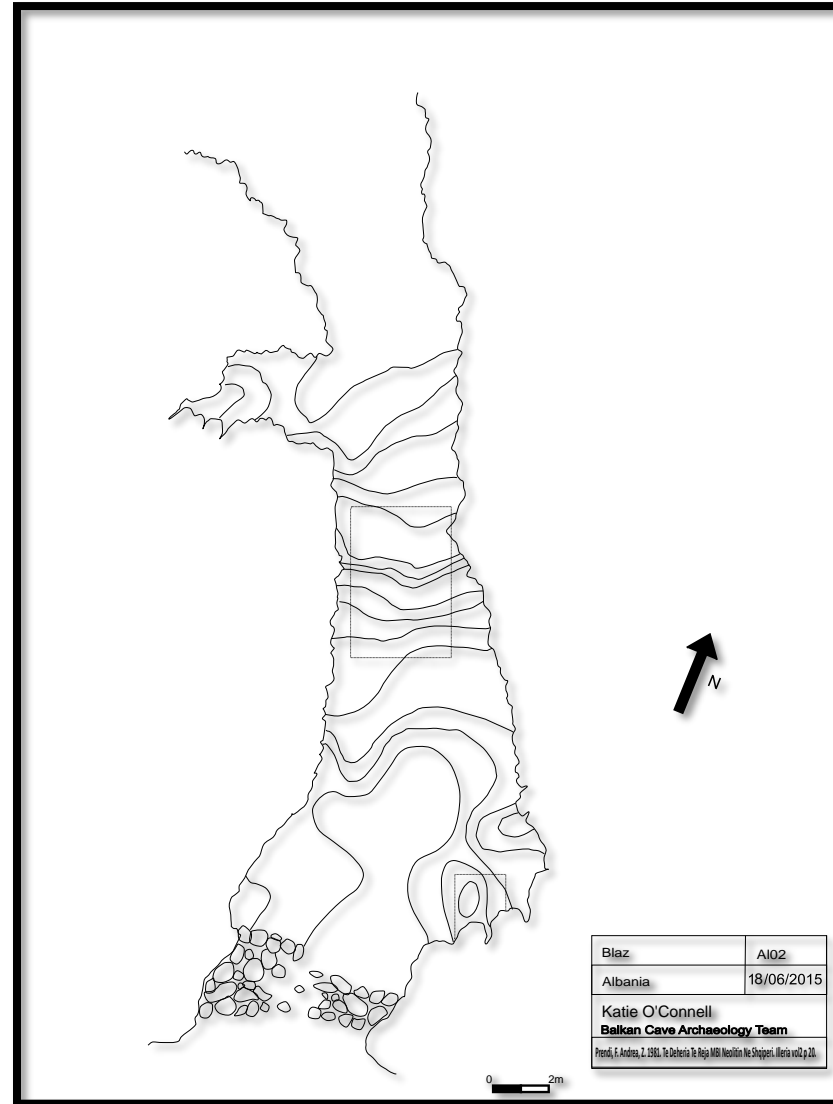 N
Blaz Al02
Albania 18/06/2015
Katie O'Connell
Balkan Cave Archaeology Team
Prendi, F. Andrea, Z. 1981. Te Deheria Te Reja MBI Neolitin Ne Shqiperi. Illeria vol2 p 20.
0 2m